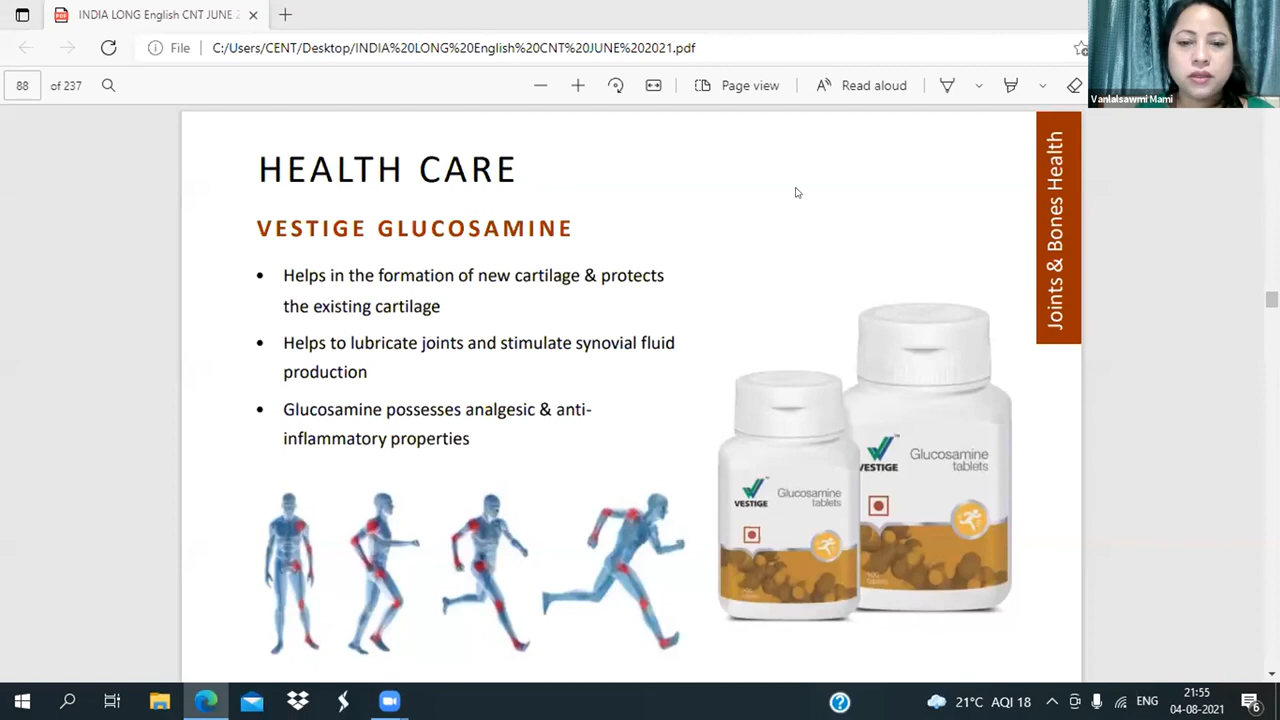 INDIA LONG English CNT JUNE 2
File
C:/Users/CENT/Desktop/INDIA%20LONG%20English%20CNT%20JUNE%202021.pdf
88 of 237
Page view
Read aloud
Vanlalsawmi Mami
HEALTH CARE
Joints & Bones Health
VESTIGE GLUCOSAMINE
• Helps in the formation of new cartilage & protects
the existing cartilage
• Helps to lubricate joints and stimulate synovial fluid
production
• Glucosamine possesses analgesic & anti-
inflammatory properties
VESTIGE
Glucosamine
tablets
VESTIGE
Glucosamine
tablets
21°C AQI 18
ENG
21:55
04-08-2021
6